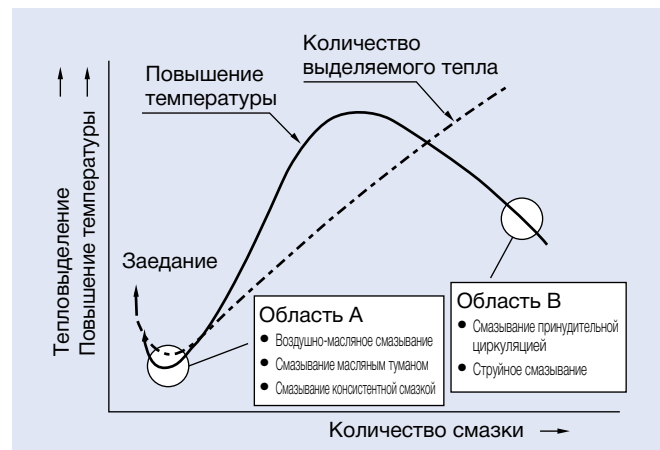 Количество
выделяемого тепла
Повышение
температуры
Тепловыделение
Повышение температуры
Заедание
Область А
● Воздушно-масляное смазывание
● Смазывание масляным туманом
● Смазывание консистентной смазкой
Область В
● Смазывание принудительной
циркуляцией
● Струйное смазывание
Количество смазки